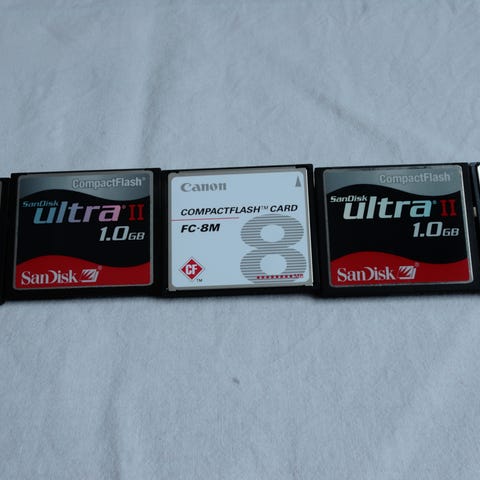 CompactFlash®
SanDisk
ultra® II
1.0GB
SanDisk
Canon
COMPACTFLASH™ CARD
FC-8M
8
CF™
CompactFlash®
SanDisk
ultra® II
1.0GB
SanDisk